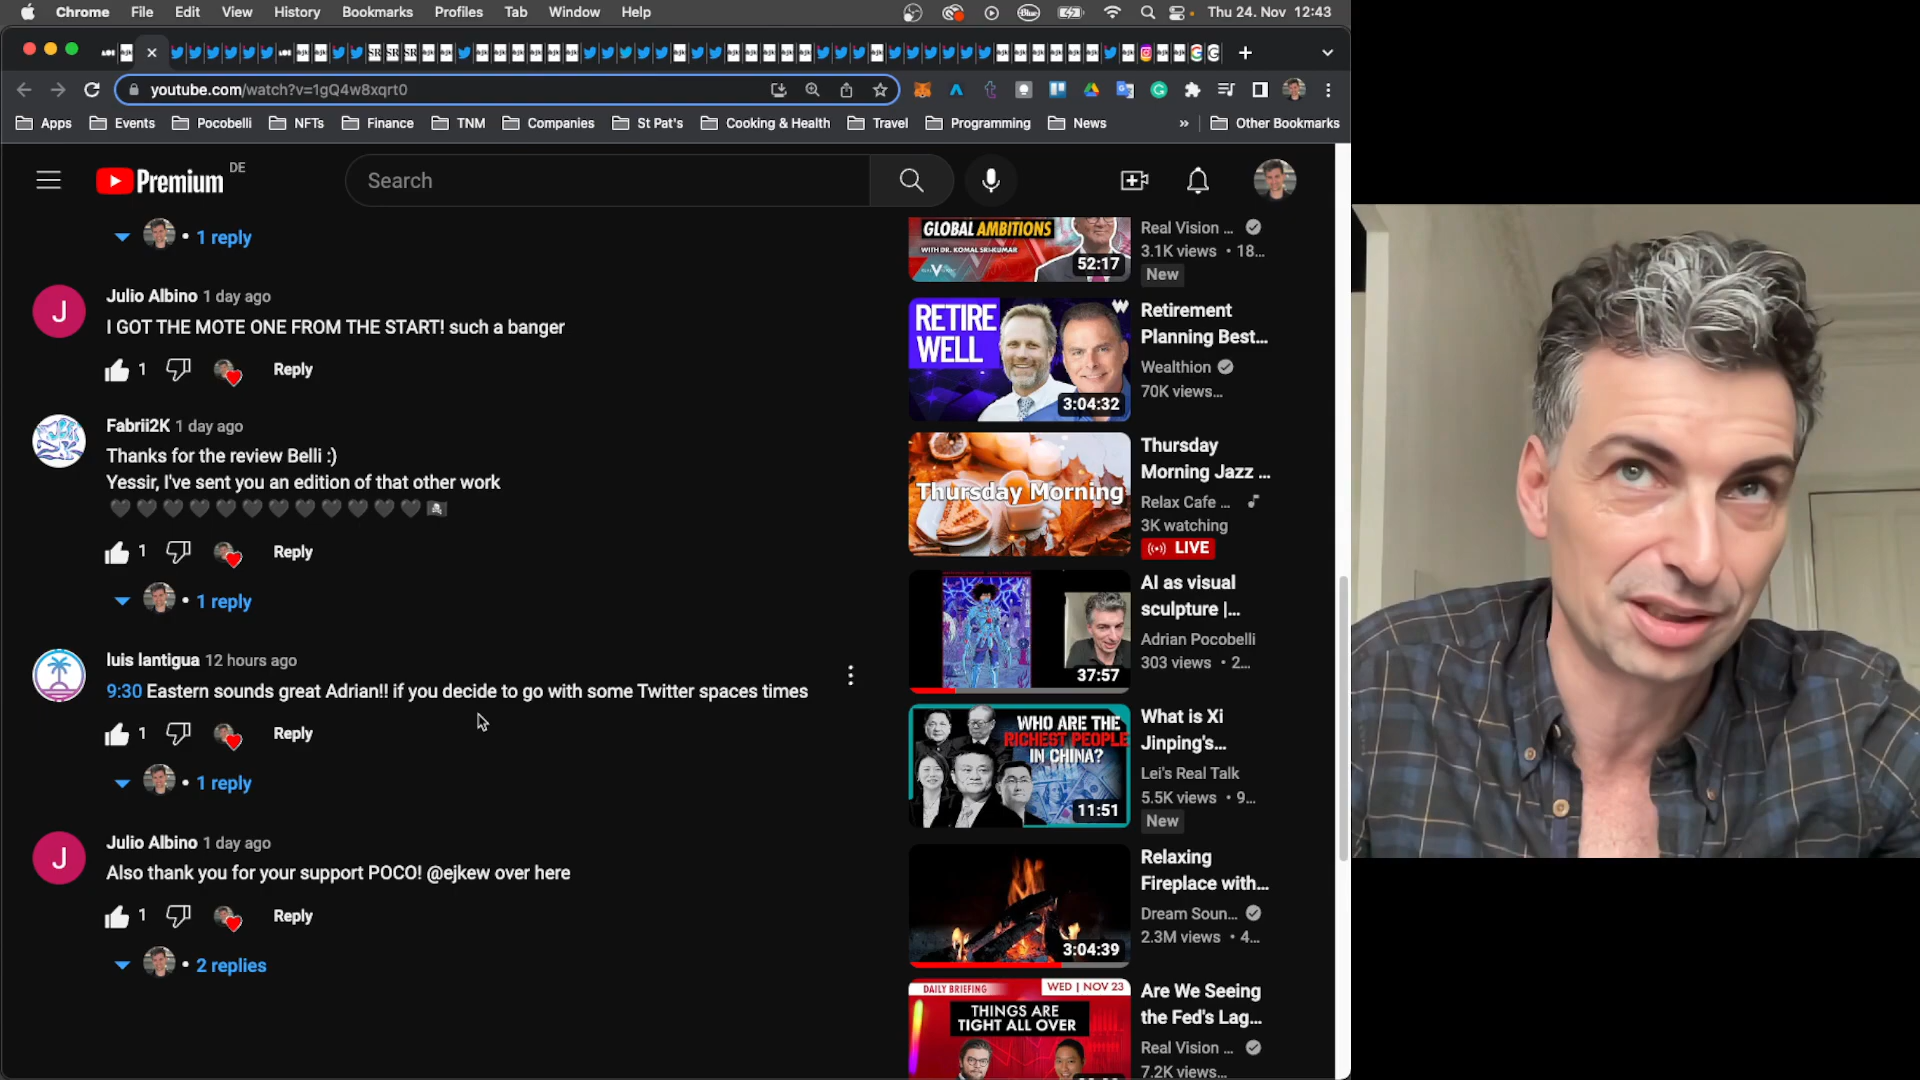 Chrome File Edit View History Bookmarks Profiles Tab Window Help Thu 24. Nov 12:43
youtube.com/watch?v=1gQ4w8xqrt0
Apps Events Pocobelli NFTs Finance TNM Companies St Pat's Cooking & Health Travel Programming News » Other Bookmarks
Premium DE
Search
1 reply
Julio Albino 1 day ago
I GOT THE MOTE ONE FROM THE START! such a banger
1 Reply
Fabrii2K 1 day ago
Thanks for the review Belli :)
Yessir, I've sent you an edition of that other work
🖤🖤🖤🖤🖤🖤🖤🖤🖤🖤🖤🖤🏴‍☠️
1 Reply
1 reply
luis lantigua 12 hours ago
9:30 Eastern sounds great Adrian!! if you decide to go with some Twitter spaces times
1 Reply
1 reply
Julio Albino 1 day ago
Also thank you for your support POCO! @ejkew over here
1 Reply
2 replies
GLOBAL AMBITIONS
WITH DR. KOMAL SRI-KUMAR
52:17
Real Vision ...
3.1K views • 18...
New
RETIRE
WELL
3:04:32
Retirement
Planning Best...
Wealthion
70K views...
Thursday Morning
Thursday
Morning Jazz ...
Relax Cafe ...
3K watching
LIVE
37:57
AI as visual
sculpture |...
Adrian Pocobelli
303 views • 2...
WHO ARE THE
RICHEST PEOPLE
IN CHINA?
11:51
What is Xi
Jinping's...
Lei's Real Talk
5.5K views • 9...
New
3:04:39
Relaxing
Fireplace with...
Dream Soun...
2.3M views • 4...
DAILY BRIEFING WED | NOV 23
THINGS ARE
TIGHT ALL OVER
Are We Seeing
the Fed's Lag...
Real Vision ...
7.2K views...